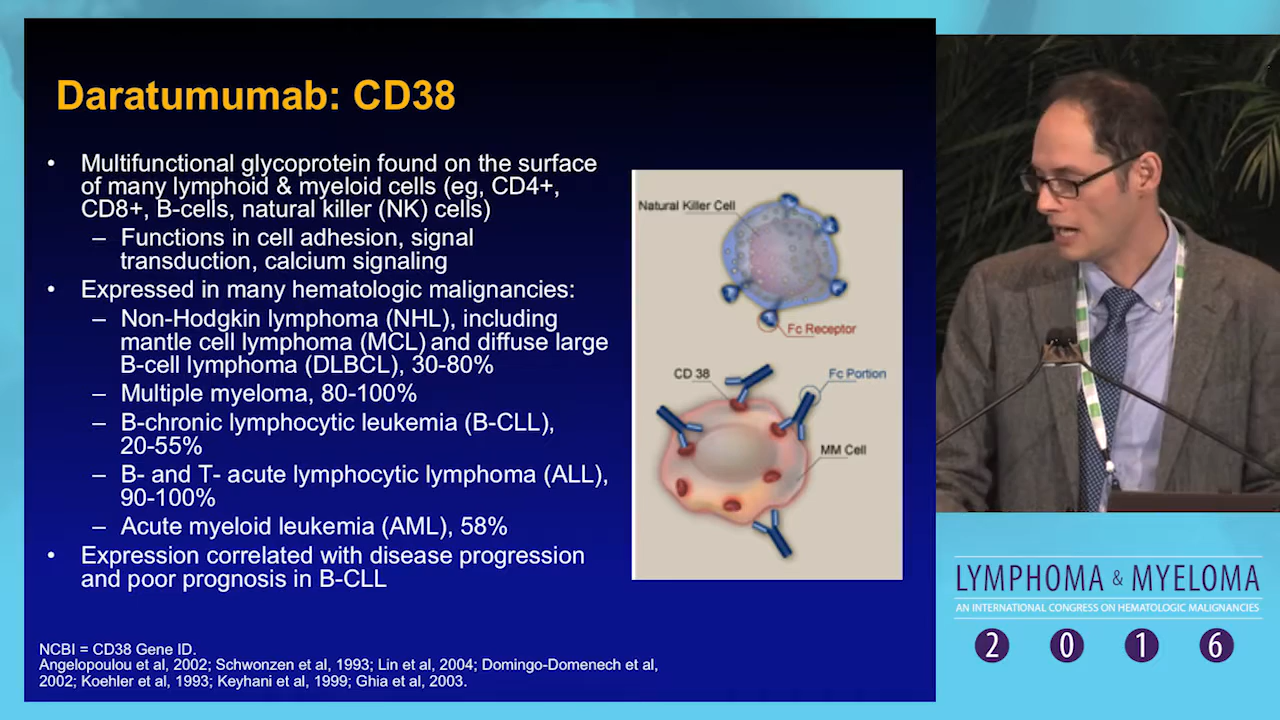 Daratumumab: CD38
• Multifunctional glycoprotein found on the surface
of many lymphoid & myeloid cells (eg, CD4+,
CD8+, B-cells, natural killer (NK) cells)
– Functions in cell adhesion, signal
transduction, calcium signaling
• Expressed in many hematologic malignancies:
– Non-Hodgkin lymphoma (NHL), including
mantle cell lymphoma (MCL) and diffuse large
B-cell lymphoma (DLBCL), 30-80%
– Multiple myeloma, 80-100%
– B-chronic lymphocytic leukemia (B-CLL),
20-55%
– B- and T- acute lymphocytic lymphoma (ALL),
90-100%
– Acute myeloid leukemia (AML), 58%
• Expression correlated with disease progression
and poor prognosis in B-CLL
NCBI = CD38 Gene ID.
Angelopoulou et al, 2002; Schwonzen et al, 1993; Lin et al, 2004; Domingo-Domenech et al,
2002; Koehler et al, 1993; Keyhani et al, 1999; Ghia et al, 2003.
Natural Killer Cell
Fc Receptor
CD 38
Fc Portion
MM Cell
LYMPHOMA & MYELOMA
AN INTERNATIONAL CONGRESS ON HEMATOLOGIC MALIGNANCIES
2 0 1 6